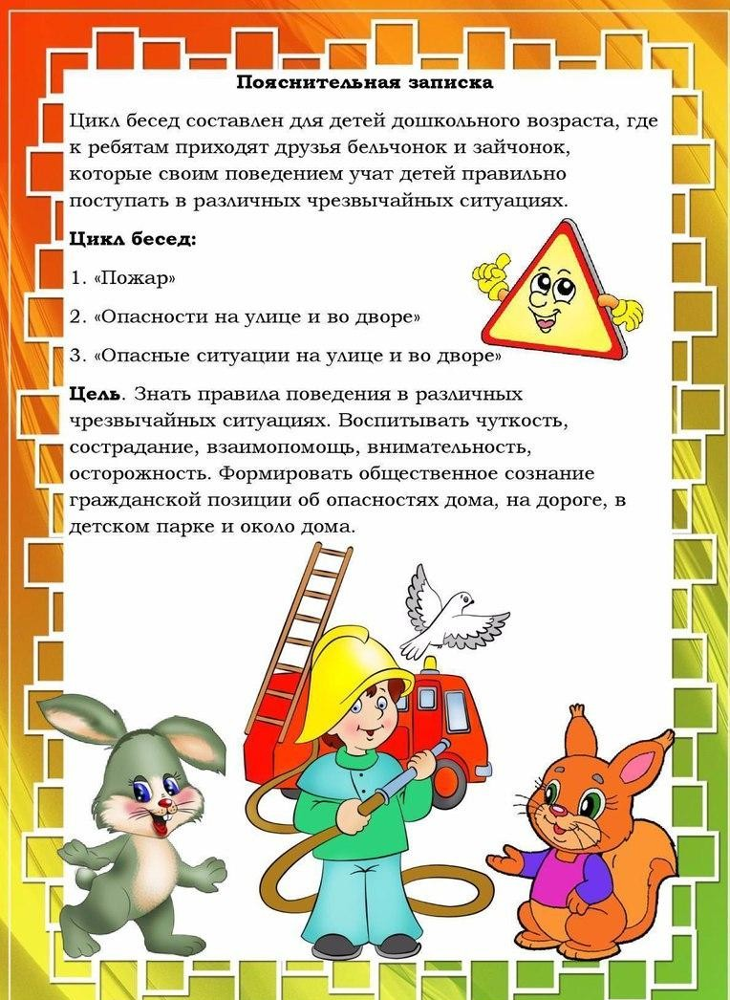 Пояснительная записка
Цикл бесед составлен для детей дошкольного возраста, где
к ребятам приходят друзья бельчонок и зайчонок,
которые своим поведением учат детей правильно
поступать в различных чрезвычайных ситуациях.
Цикл бесед:
1. «Пожар»
2. «Опасности на улице и во дворе»
3. «Опасные ситуации на улице и во дворе»
Цель. Знать правила поведения в различных
чрезвычайных ситуациях. Воспитывать чуткость,
сострадание, взаимопомощь, внимательность,
осторожность. Формировать общественное сознание
гражданской позиции об опасностях дома, на дороге, в
детском парке и около дома.